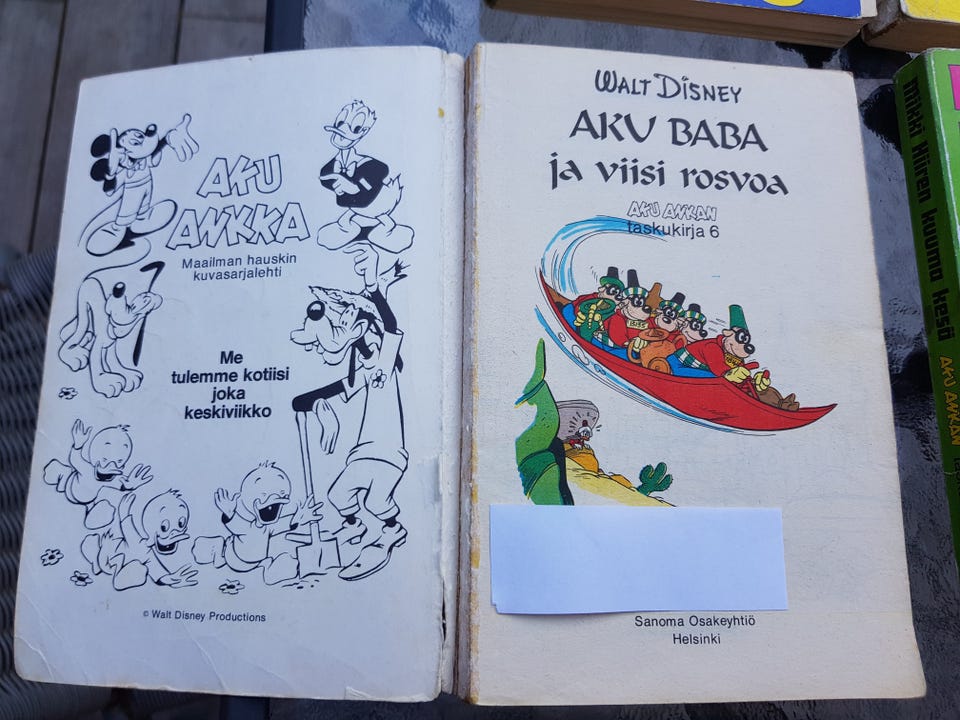 AKU
ANKKA
Maailman hauskin
kuvasarjalehti
Me
tulemme kotiisi
joka
keskiviikko
© Walt Disney Productions
WALT DISNEY
AKU BABA
ja viisi rosvoa
AKU ANKAN
taskukirja 6
Sanoma Osakeyhtiö
Helsinki
Mikki Hiiren kuuma kesä
AKU ANKAN